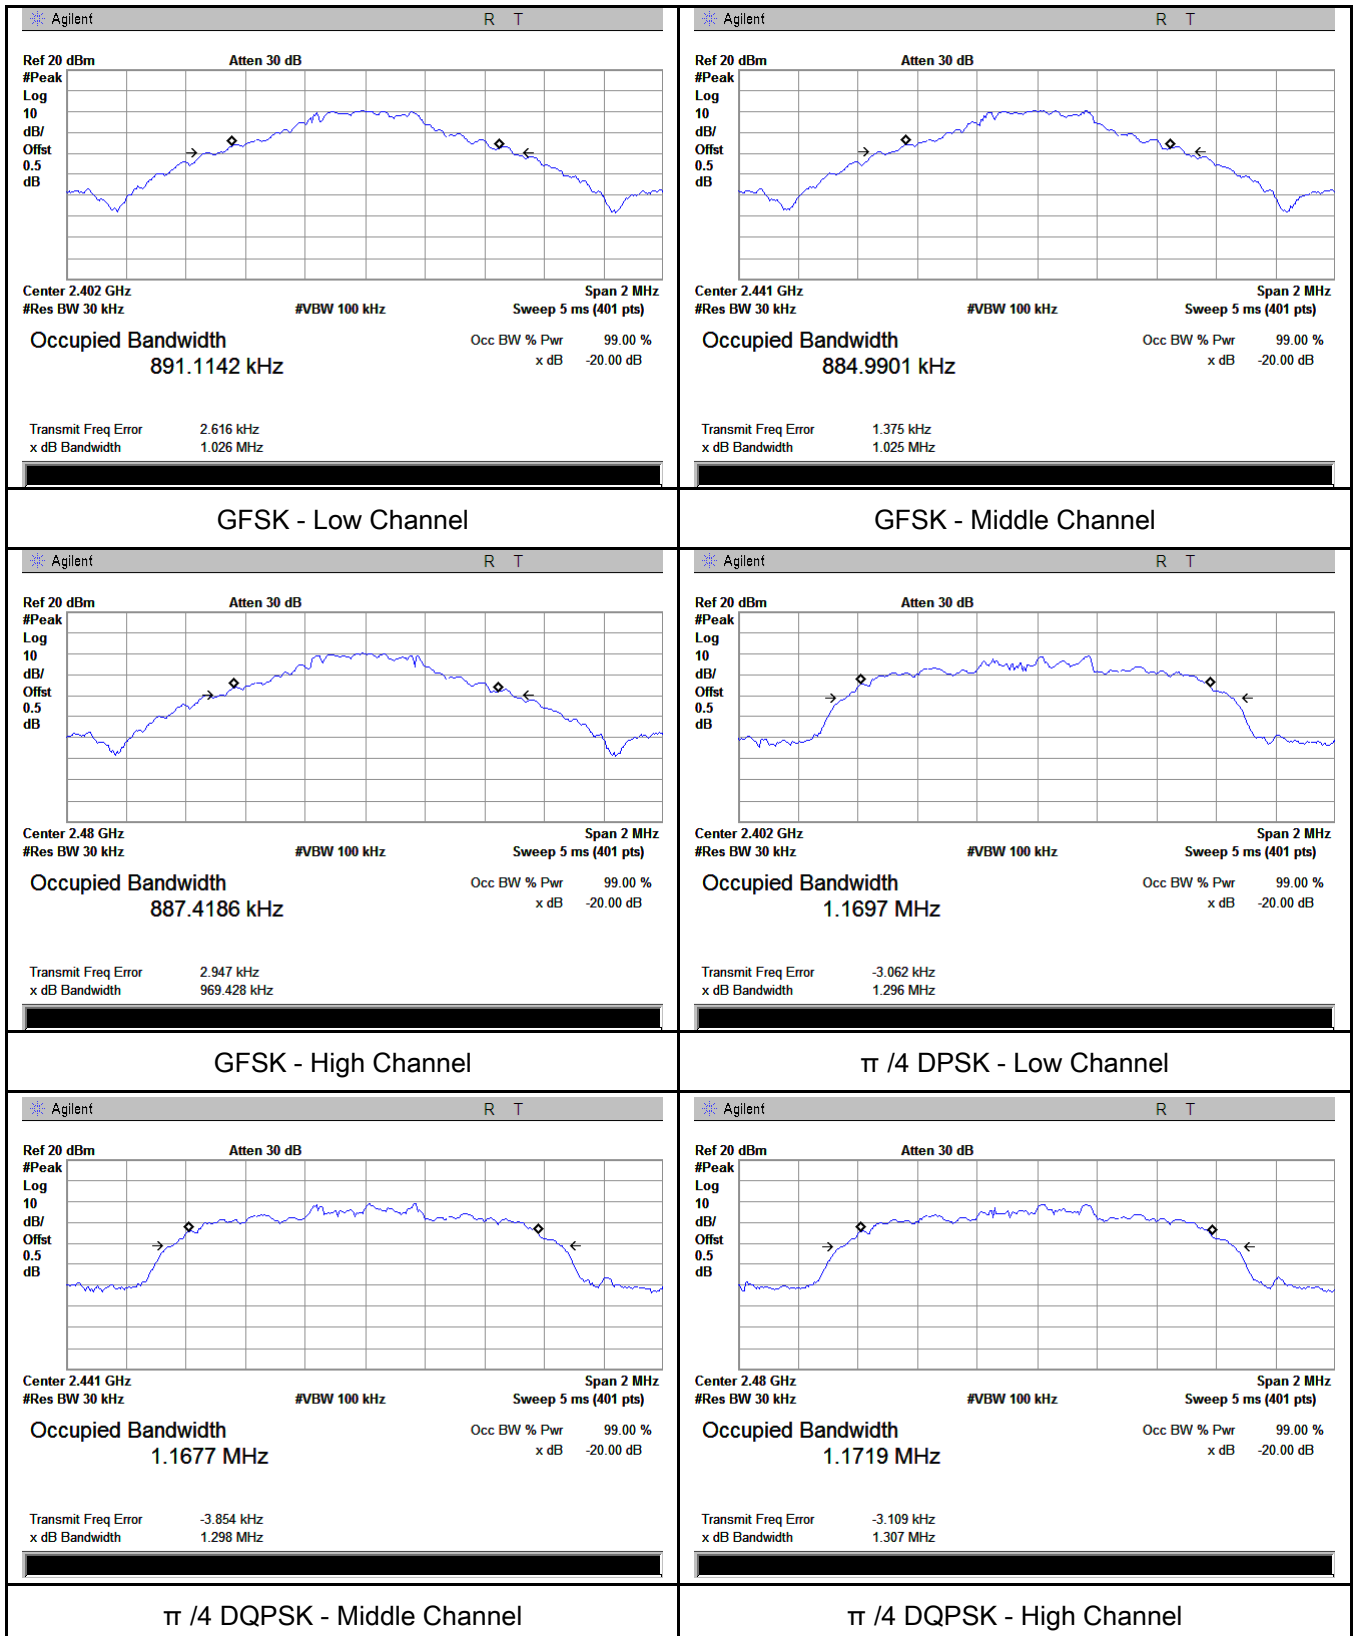 Agilent R T
Ref 20 dBm Atten 30 dB
#Peak
Log
10
dB/
Offst
0.5
dB
Center 2.402 GHz Span 2 MHz
#Res BW 30 kHz #VBW 100 kHz Sweep 5 ms (401 pts)
Occupied Bandwidth Occ BW % Pwr 99.00 %
891.1142 kHz x dB -20.00 dB
Transmit Freq Error 2.616 kHz
x dB Bandwidth 1.026 MHz
GFSK - Low Channel
Agilent R T
Ref 20 dBm Atten 30 dB
#Peak
Log
10
dB/
Offst
0.5
dB
Center 2.441 GHz Span 2 MHz
#Res BW 30 kHz #VBW 100 kHz Sweep 5 ms (401 pts)
Occupied Bandwidth Occ BW % Pwr 99.00 %
884.9901 kHz x dB -20.00 dB
Transmit Freq Error 1.375 kHz
x dB Bandwidth 1.025 MHz
GFSK - Middle Channel
Agilent R T
Ref 20 dBm Atten 30 dB
#Peak
Log
10
dB/
Offst
0.5
dB
Center 2.48 GHz Span 2 MHz
#Res BW 30 kHz #VBW 100 kHz Sweep 5 ms (401 pts)
Occupied Bandwidth Occ BW % Pwr 99.00 %
887.4186 kHz x dB -20.00 dB
Transmit Freq Error 2.947 kHz
x dB Bandwidth 969.428 kHz
GFSK - High Channel
Agilent R T
Ref 20 dBm Atten 30 dB
#Peak
Log
10
dB/
Offst
0.5
dB
Center 2.402 GHz Span 2 MHz
#Res BW 30 kHz #VBW 100 kHz Sweep 5 ms (401 pts)
Occupied Bandwidth Occ BW % Pwr 99.00 %
1.1697 MHz x dB -20.00 dB
Transmit Freq Error -3.062 kHz
x dB Bandwidth 1.296 MHz
π /4 DPSK - Low Channel
Agilent R T
Ref 20 dBm Atten 30 dB
#Peak
Log
10
dB/
Offst
0.5
dB
Center 2.441 GHz Span 2 MHz
#Res BW 30 kHz #VBW 100 kHz Sweep 5 ms (401 pts)
Occupied Bandwidth Occ BW % Pwr 99.00 %
1.1677 MHz x dB -20.00 dB
Transmit Freq Error -3.854 kHz
x dB Bandwidth 1.298 MHz
π /4 DQPSK - Middle Channel
Agilent R T
Ref 20 dBm Atten 30 dB
#Peak
Log
10
dB/
Offst
0.5
dB
Center 2.48 GHz Span 2 MHz
#Res BW 30 kHz #VBW 100 kHz Sweep 5 ms (401 pts)
Occupied Bandwidth Occ BW % Pwr 99.00 %
1.1719 MHz x dB -20.00 dB
Transmit Freq Error -3.109 kHz
x dB Bandwidth 1.307 MHz
π /4 DQPSK - High Channel